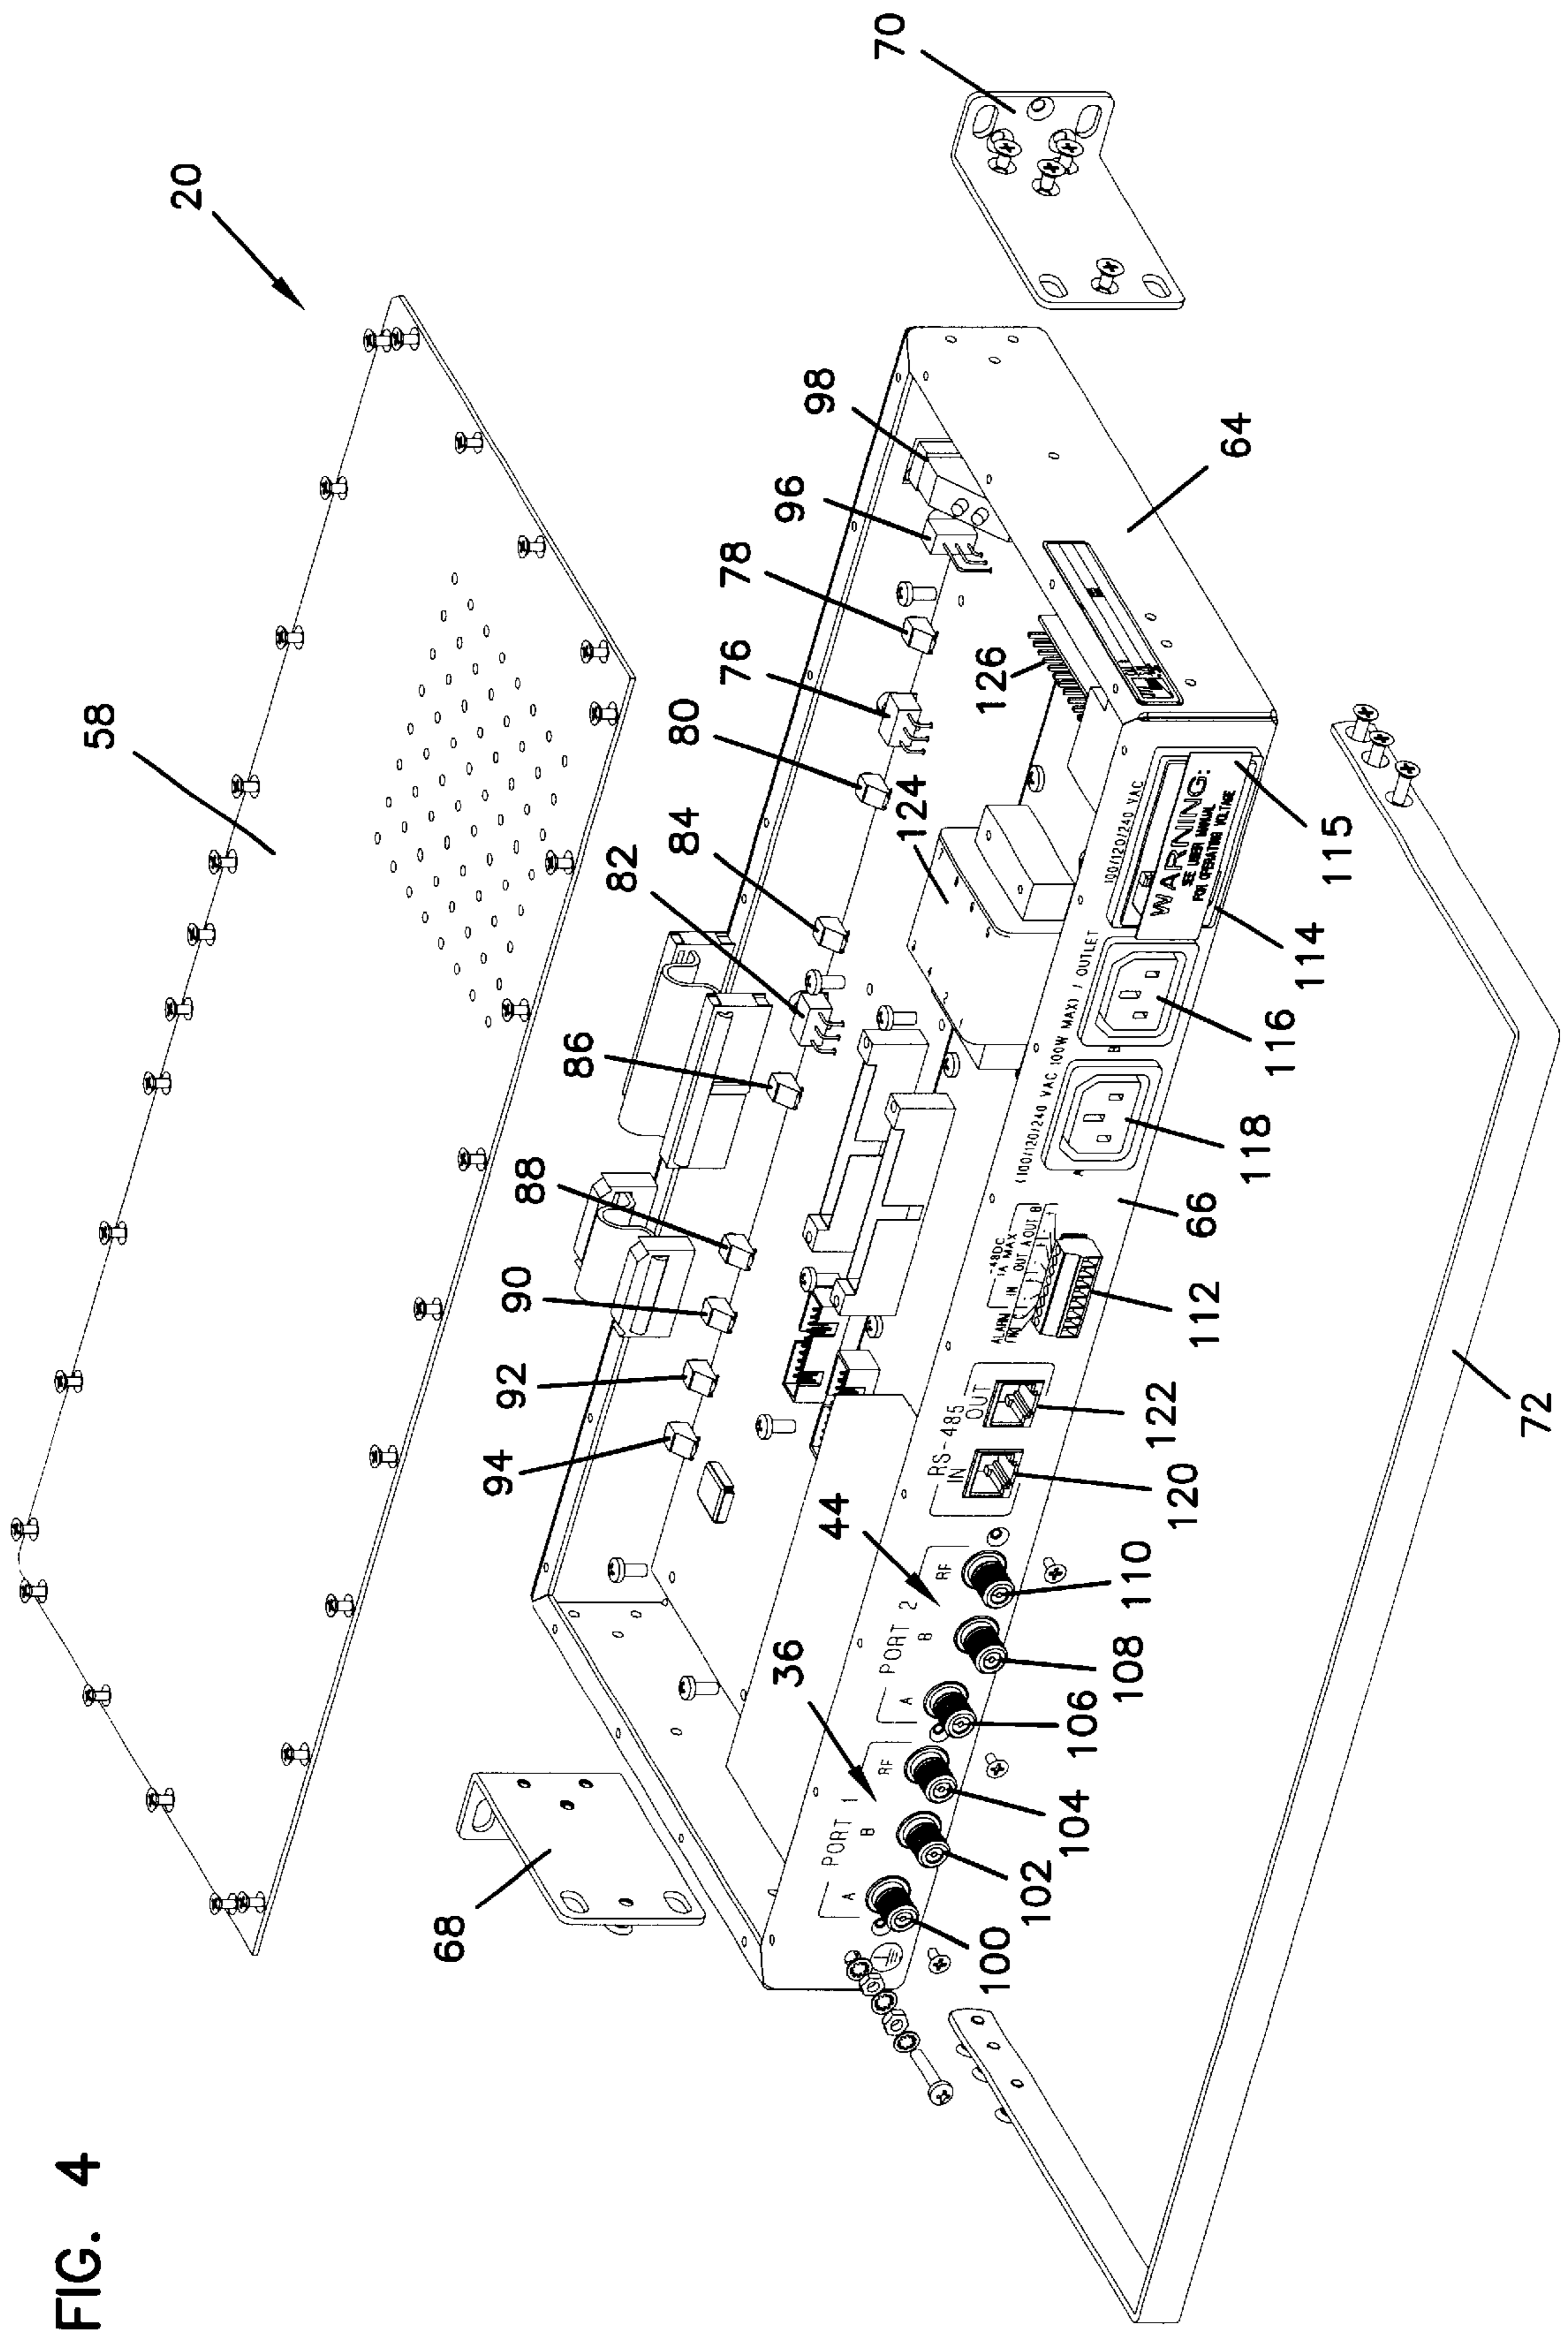 FIG. 4
20
58
70
98
96
78
76
80
84
82
86
88
90
92
94
124
126
64
68
100/120/240 VAC
WARNING:
SEE USER MANUAL
FOR OPERATING VOLTAGE
(100/120/240 VAC 100W MAX) / OUTLET
A
B
-48DC
1A MAX
ALARM
IN
OUT A
OUT B
RS-485
IN
OUT
PORT 1
A
B
RF
PORT 2
A
B
RF
36
44
100
102
104
106
108
110
120
122
112
66
118
116
114
115
72